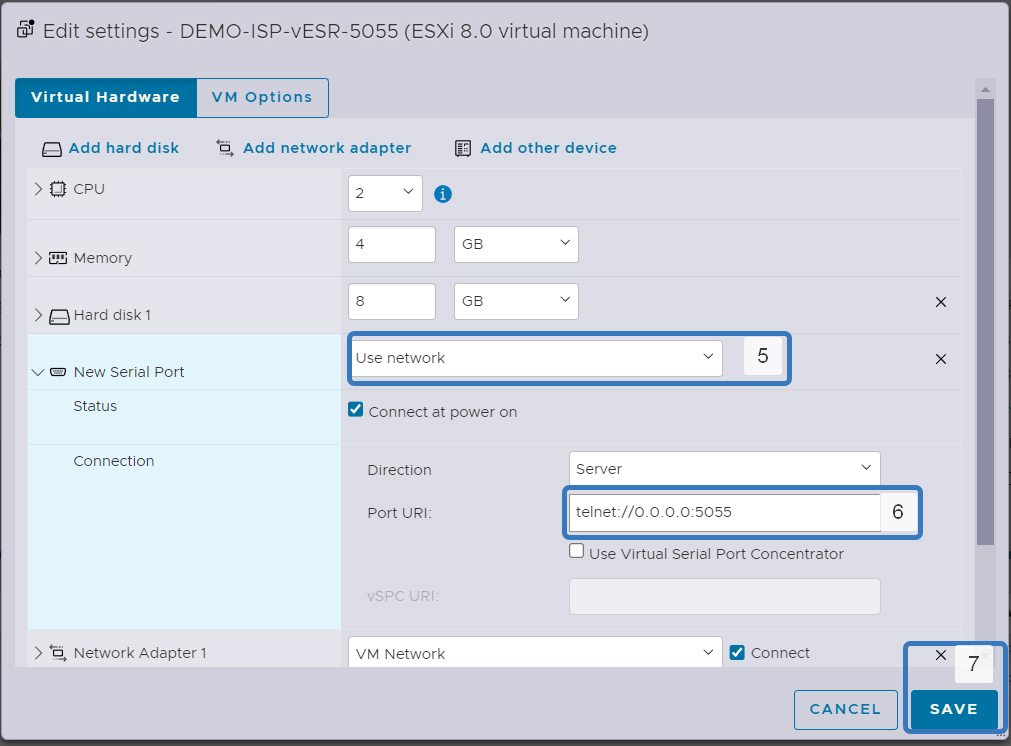 Edit settings - DEMO-ISP-vESR-5055 (ESXi 8.0 virtual machine)
Virtual Hardware VM Options
Add hard disk Add network adapter Add other device
CPU 2
Memory 4 GB
Hard disk 1 8 GB
New Serial Port Use network 5
Status Connect at power on
Connection Direction Server
Port URI: telnet://0.0.0.0:5055 6
Use Virtual Serial Port Concentrator
vSPC URI:
Network Adapter 1 VM Network Connect
7
CANCEL SAVE